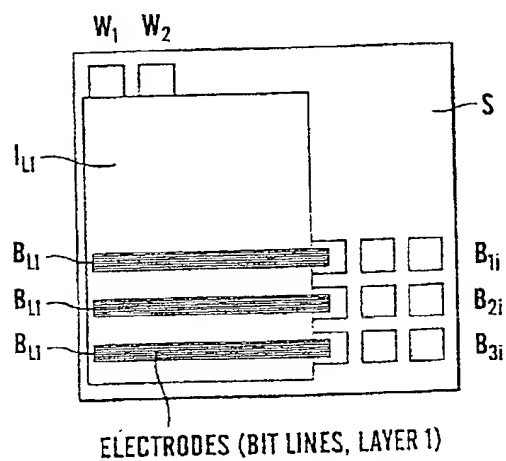 W1 W2
S
IL1
BL1 B1i
BL1 B2i
BL1 B3i
ELECTRODES (BIT LINES, LAYER 1)